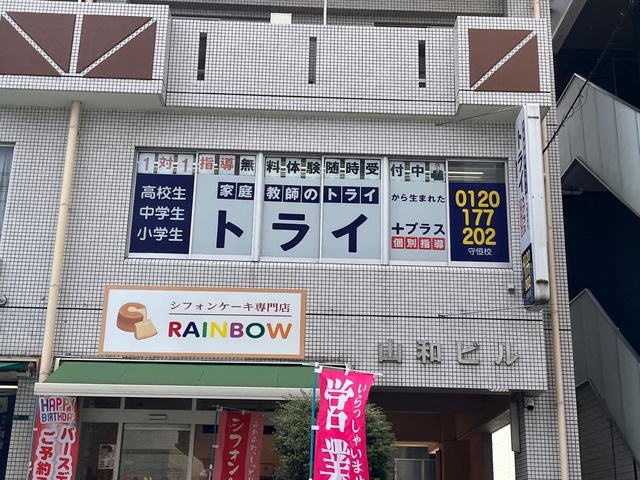 1対1指導無料体験随時受付中
高校生
中学生
小学生
家庭教師のトライ
トライ
から生まれた
+プラス
個別指導
0120
177
202
守恒校
トライ
シフォンケーキ専門店
RAINBOW
山和ビル
HAPPY
BIRTHDAY
バースデ
ご予約
シフォン
いらっしゃいませ
営業